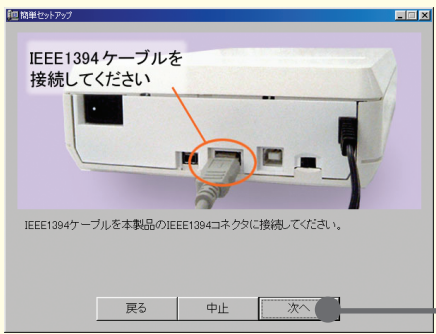 簡単セットアップ
IEEE1394ケーブルを
接続してください
IEEE1394ケーブルを本製品のIEEE1394コネクタに接続してください。
戻る
中止
次へ